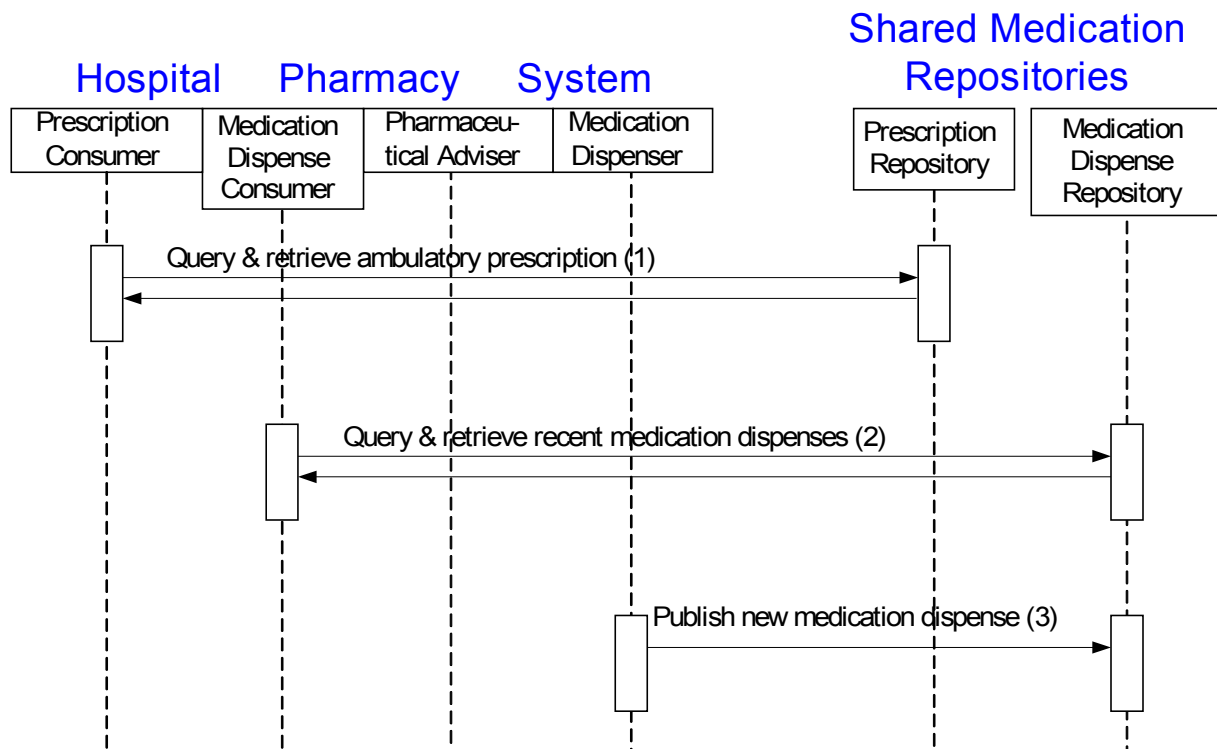 Shared Medication
Repositories
Hospital Pharmacy System
Prescription
Consumer
Medication
Dispense
Consumer
Pharmaceu-
tical Adviser
Medication
Dispenser
Prescription
Repository
Medication
Dispense
Repository
Query & retrieve ambulatory prescription (1)
Query & retrieve recent medication dispenses (2)
Publish new medication dispense (3)